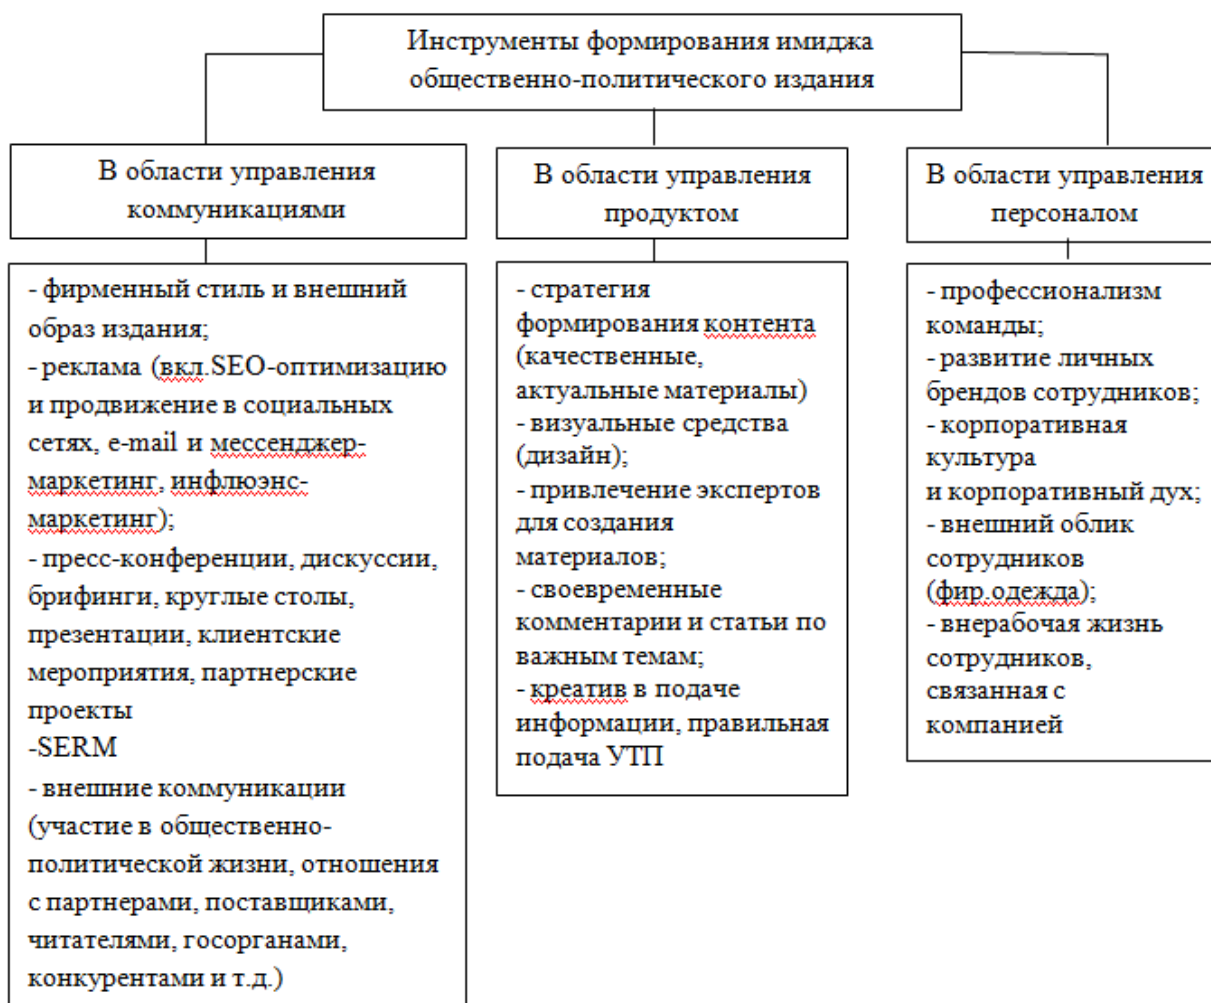 Инструменты формирования имиджа
общественно-политического издания
В области управления
коммуникациями
- фирменный стиль и внешний
образ издания;
- реклама (вкл.SEO-оптимизацию
и продвижение в социальных
сетях, e-mail и мессенджер-
маркетинг, инфлюэнс-
маркетинг);
- пресс-конференции, дискуссии,
брифинги, круглые столы,
презентации, клиентские
мероприятия, партнерские
проекты
-SERM
- внешние коммуникации
(участие в общественно-
политической жизни, отношения
с партнерами, поставщиками,
читателями, госорганами,
конкурентами и т.д.)
В области управления
продуктом
- стратегия
формирования контента
(качественные,
актуальные материалы)
- визуальные средства
(дизайн);
- привлечение экспертов
для создания
материалов;
- своевременные
комментарии и статьи по
важным темам;
- креатив в подаче
информации, правильная
подача УТП
В области управления
персоналом
- профессионализм
команды;
- развитие личных
брендов сотрудников;
- корпоративная
культура
и корпоративный дух;
- внешний облик
сотрудников
(фир.одежда);
- внерабочая жизнь
сотрудников,
связанная с
компанией